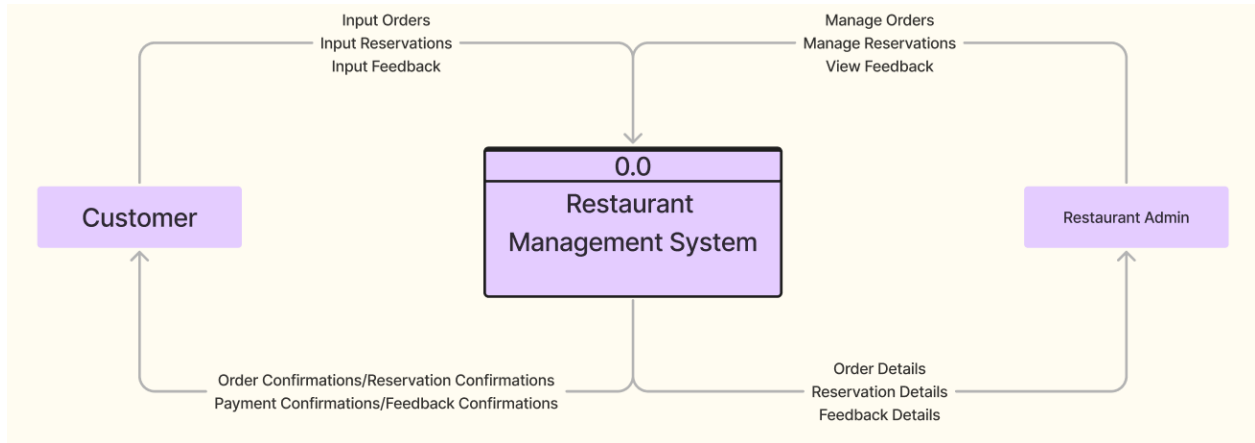 Input Orders
Input Reservations
Input Feedback
Manage Orders
Manage Reservations
View Feedback
0.0
Restaurant
Management System
Customer
Restaurant Admin
Order Confirmations/Reservation Confirmations
Payment Confirmations/Feedback Confirmations
Order Details
Reservation Details
Feedback Details